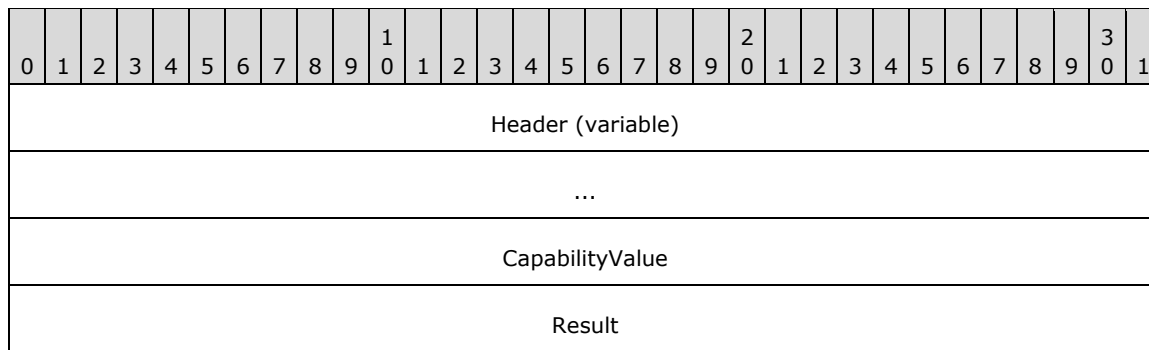 1 2 3
0 1 2 3 4 5 6 7 8 9 0 1 2 3 4 5 6 7 8 9 0 1 2 3 4 5 6 7 8 9 0 1
Header (variable)
...
CapabilityValue
Result